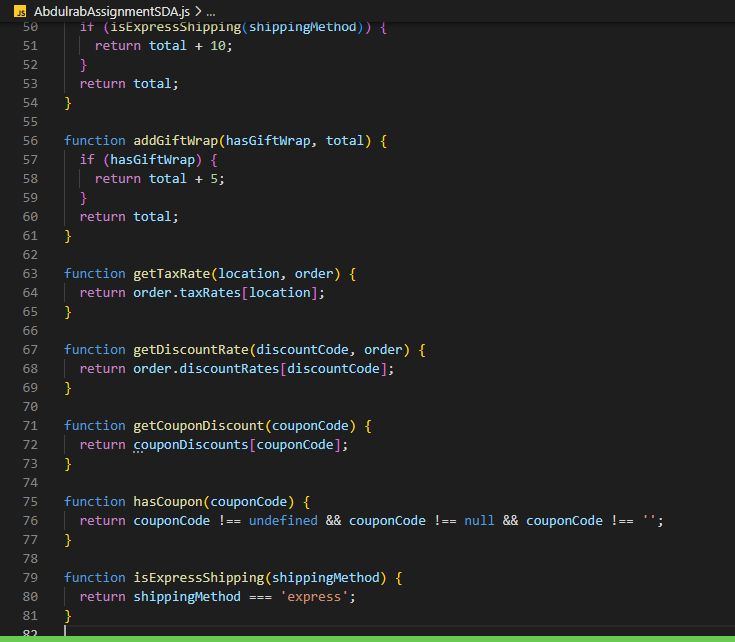 JS AbdulrabAssignmentSDA.js > ...
50 if (isExpressShipping(shippingMethod)) {
51 return total + 10;
52 }
53 return total;
54 }
55
56 function addGiftWrap(hasGiftWrap, total) {
57 if (hasGiftWrap) {
58 return total + 5;
59 }
60 return total;
61 }
62
63 function getTaxRate(location, order) {
64 return order.taxRates[location];
65 }
66
67 function getDiscountRate(discountCode, order) {
68 return order.discountRates[discountCode];
69 }
70
71 function getCouponDiscount(couponCode) {
72 return couponDiscounts[couponCode];
73 }
74
75 function hasCoupon(couponCode) {
76 return couponCode !== undefined && couponCode !== null && couponCode !== '';
77 }
78
79 function isExpressShipping(shippingMethod) {
80 return shippingMethod === 'express';
81 }
82